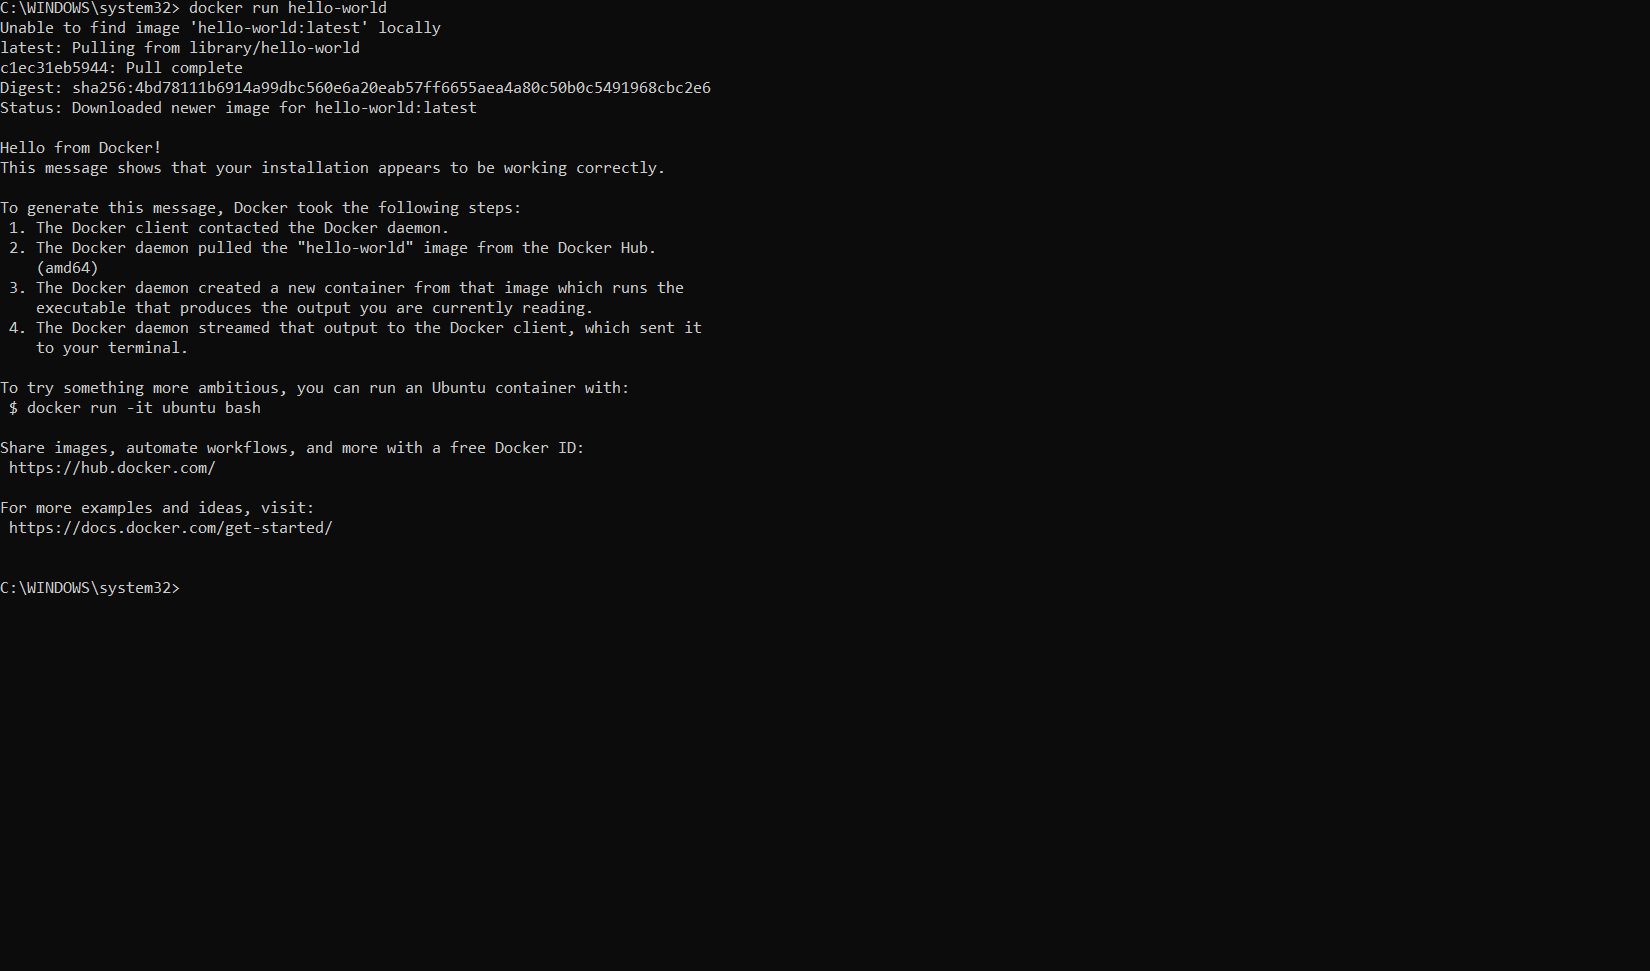 C:\WINDOWS\system32> docker run hello-world
Unable to find image 'hello-world:latest' locally
latest: Pulling from library/hello-world
c1ec31eb5944: Pull complete
Digest: sha256:4bd78111b6914a99dbc560e6a20eab57ff6655aea4a80c50b0c5491968cbc2e6
Status: Downloaded newer image for hello-world:latest

Hello from Docker!
This message shows that your installation appears to be working correctly.

To generate this message, Docker took the following steps:
 1. The Docker client contacted the Docker daemon.
 2. The Docker daemon pulled the "hello-world" image from the Docker Hub.
    (amd64)
 3. The Docker daemon created a new container from that image which runs the
    executable that produces the output you are currently reading.
 4. The Docker daemon streamed that output to the Docker client, which sent it
    to your terminal.

To try something more ambitious, you can run an Ubuntu container with:
 $ docker run -it ubuntu bash

Share images, automate workflows, and more with a free Docker ID:
 https://hub.docker.com/

For more examples and ideas, visit:
 https://docs.docker.com/get-started/

C:\WINDOWS\system32>